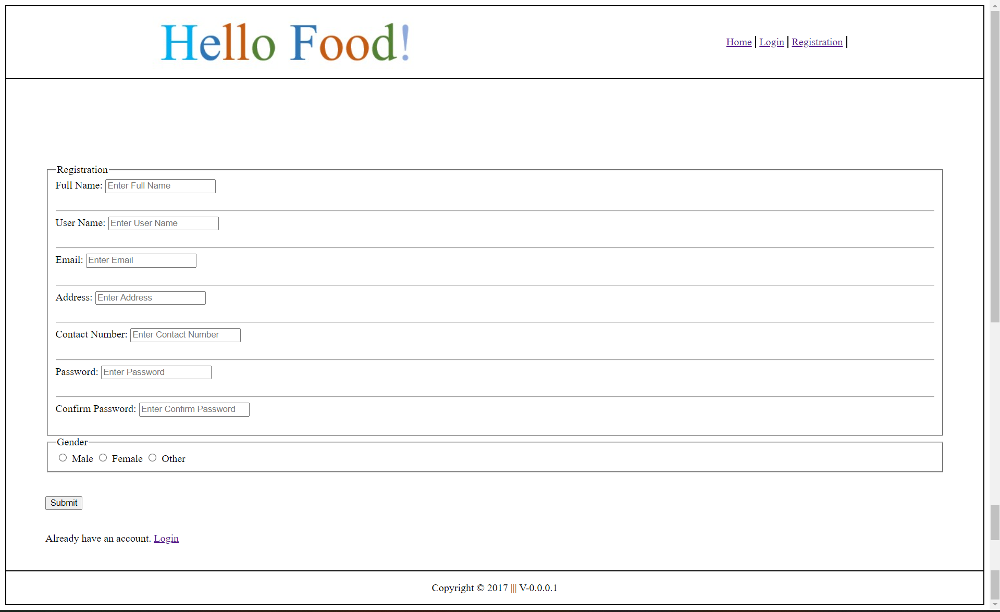 Hello Food!
Home | Login | Registration |
Registration
Full Name: Enter Full Name
User Name: Enter User Name
Email: Enter Email
Address: Enter Address
Contact Number: Enter Contact Number
Password: Enter Password
Confirm Password: Enter Confirm Password
Gender
Male Female Other
Submit
Already have an account. Login
Copyright © 2017 ||| V-0.0.0.1